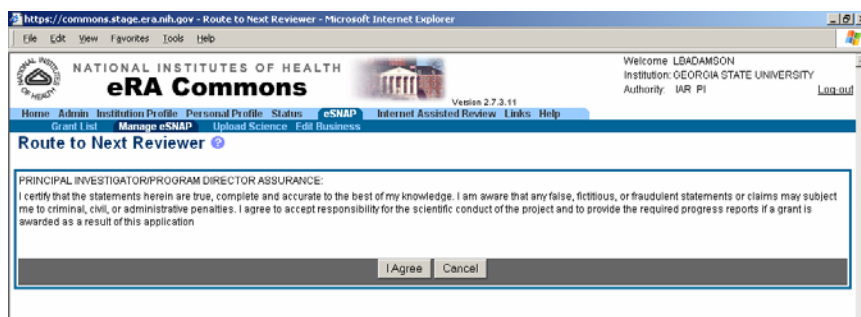 https://commons.stage.era.nih.gov - Route to Next Reviewer - Microsoft Internet Explorer
File Edit View Favorites Tools Help
NATIONAL INSTITUTES OF HEALTH
eRA Commons
Version 2.7.3.11
Welcome LBADAMSON
Institution: GEORGIA STATE UNIVERSITY
Authority: IAR PI
Log-out
Home Admin Institution Profile Personal Profile Status eSNAP Internet Assisted Review Links Help
Grant List Manage eSNAP Upload Science Edit Business
Route to Next Reviewer ?
PRINCIPAL INVESTIGATOR/PROGRAM DIRECTOR ASSURANCE:
I certify that the statements herein are true, complete and accurate to the best of my knowledge. I am aware that any false, fictitious, or fraudulent statements or claims may subject
me to criminal, civil, or administrative penalties. I agree to accept responsibility for the scientific conduct of the project and to provide the required progress reports if a grant is
awarded as a result of this application
I Agree Cancel